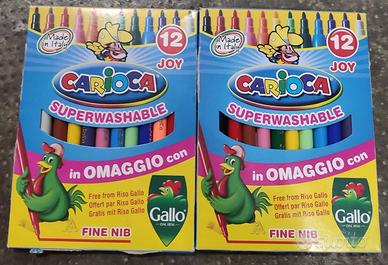 Made in Italy
12
JOY
CARIOCA
SUPERWASHABLE
in OMAGGIO con
Free from Riso Gallo
Offert par Riso Gallo
Gratis mit Riso Gallo
Gallo
FINE NIB
Made in Italy
12
JOY
CARIOCA
SUPERWASHABLE
in OMAGGIO con
Free from Riso Gallo
Offert par Riso Gallo
Gratis mit Riso Gallo
Gallo
FINE NIB